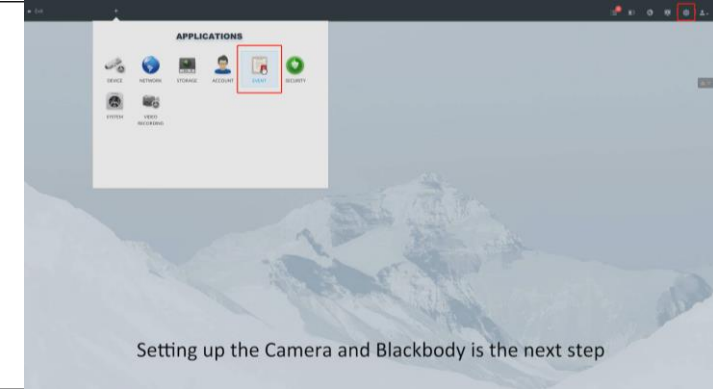 APPLICATIONS
DEVICE NETWORK STORAGE ACCOUNT EVENT SECURITY
SYSTEM VIDEO RECORDING
Setting up the Camera and Blackbody is the next step